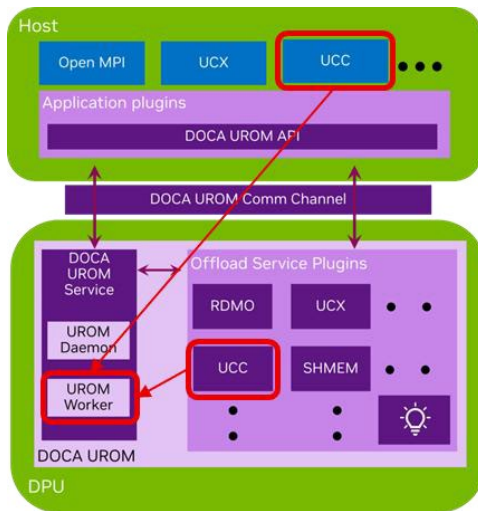 Host
Open MPI
UCX
UCC
Application plugins
DOCA UROM API
DOCA UROM Comm Channel
DOCA
UROM
Service
Offload Service Plugins
RDMO
UCX
UROM
Daemon
UCC
SHMEM
UROM
Worker
DOCA UROM
DPU